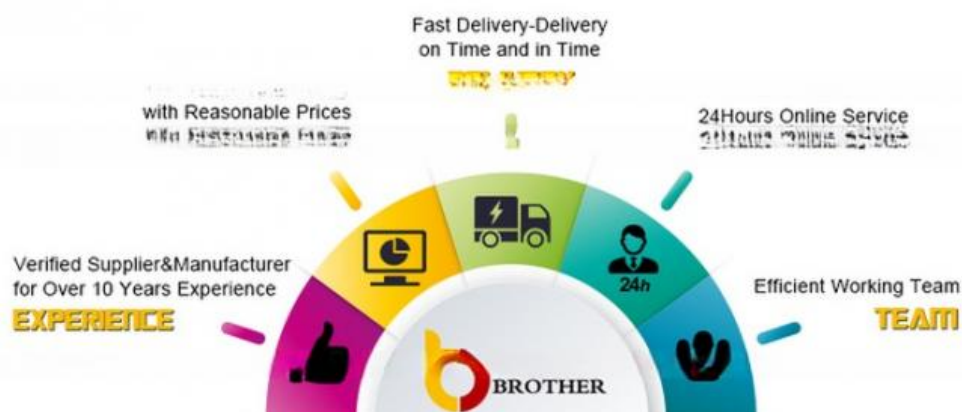 Fast Delivery-Delivery
on Time and in Time
with Reasonable Prices
24Hours Online Service
Verified Supplier&Manufacturer
for Over 10 Years Experience
EXPERIENCE
24h
Efficient Working Team
TEAM
BROTHER